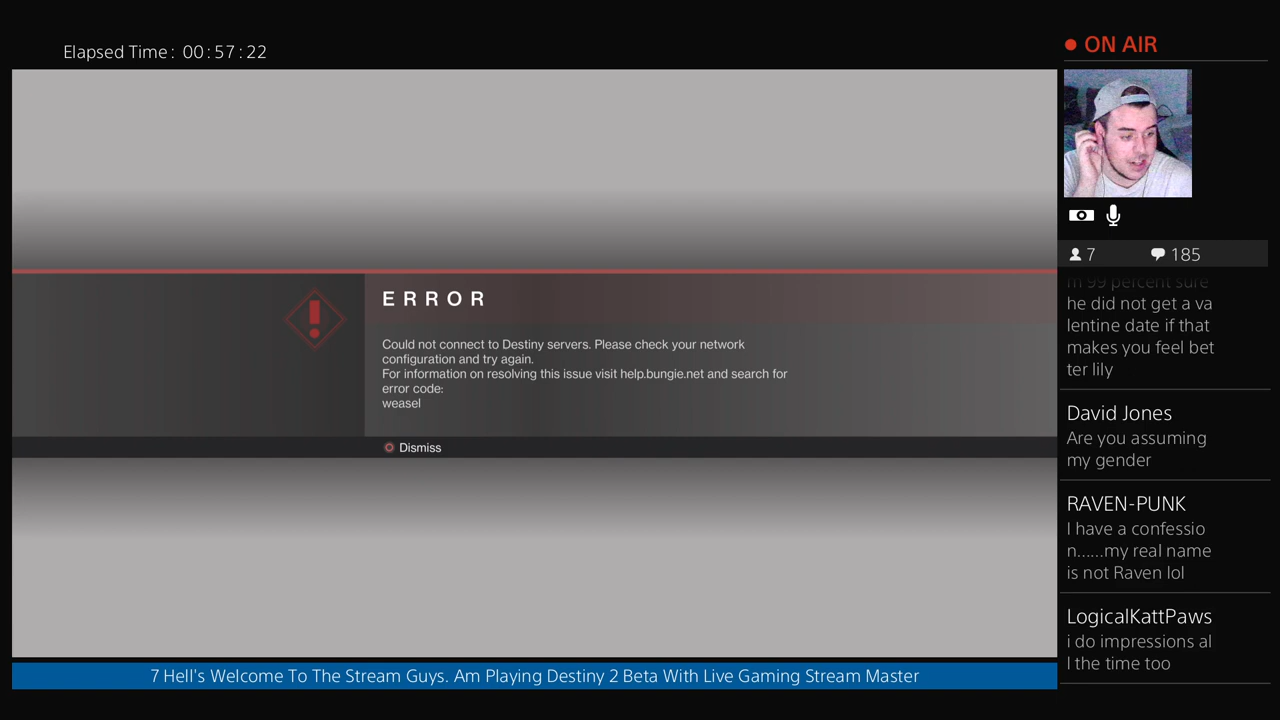 Elapsed Time: 00:57:22
ON AIR
7
185
ERROR
Could not connect to Destiny servers. Please check your network
configuration and try again.
For information on resolving this issue visit help.bungie.net and search for
error code:
weasel
Dismiss
m 99 percent sure
he did not get a va
lentine date if that
makes you feel bet
ter lily
David Jones
Are you assuming
my gender
RAVEN-PUNK
I have a confessio
n......my real name
is not Raven lol
LogicalKattPaws
i do impressions al
l the time too
7 Hell's Welcome To The Stream Guys. Am Playing Destiny 2 Beta With Live Gaming Stream Master